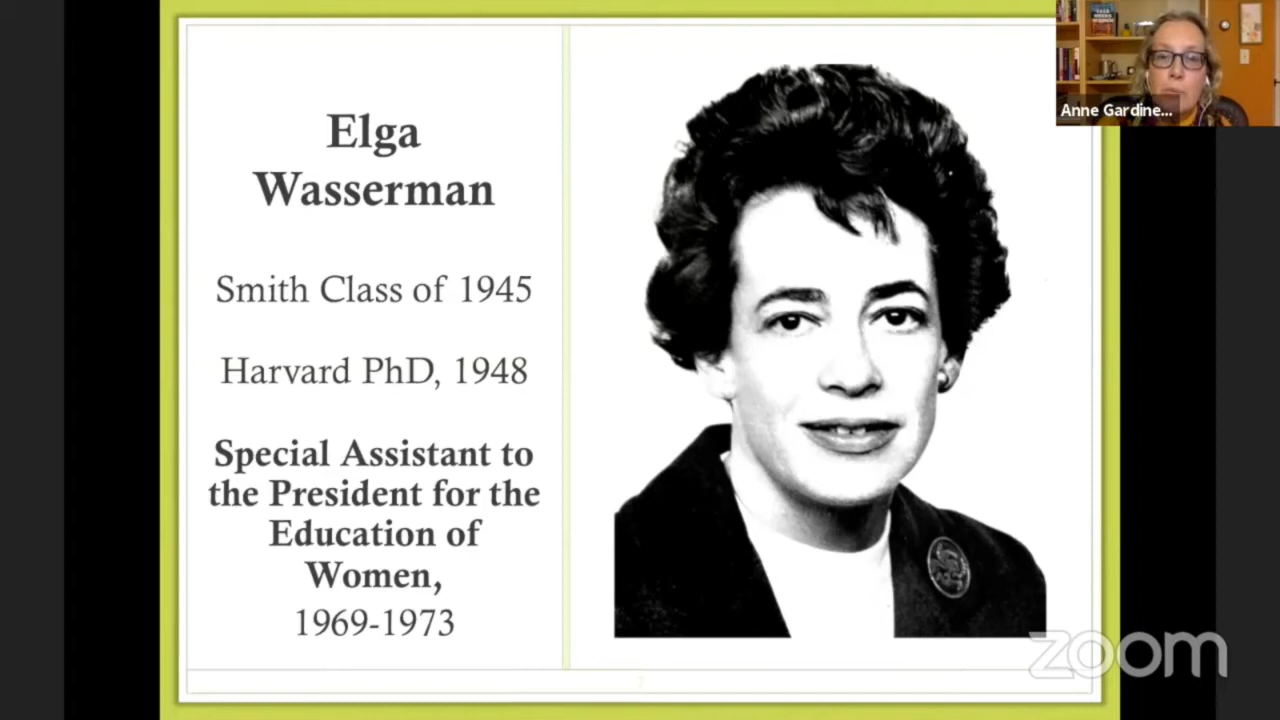 Elga
Wasserman
Smith Class of 1945
Harvard PhD, 1948
Special Assistant to
the President for the
Education of
Women,
1969-1973
7
Anne Gardine...
zoom